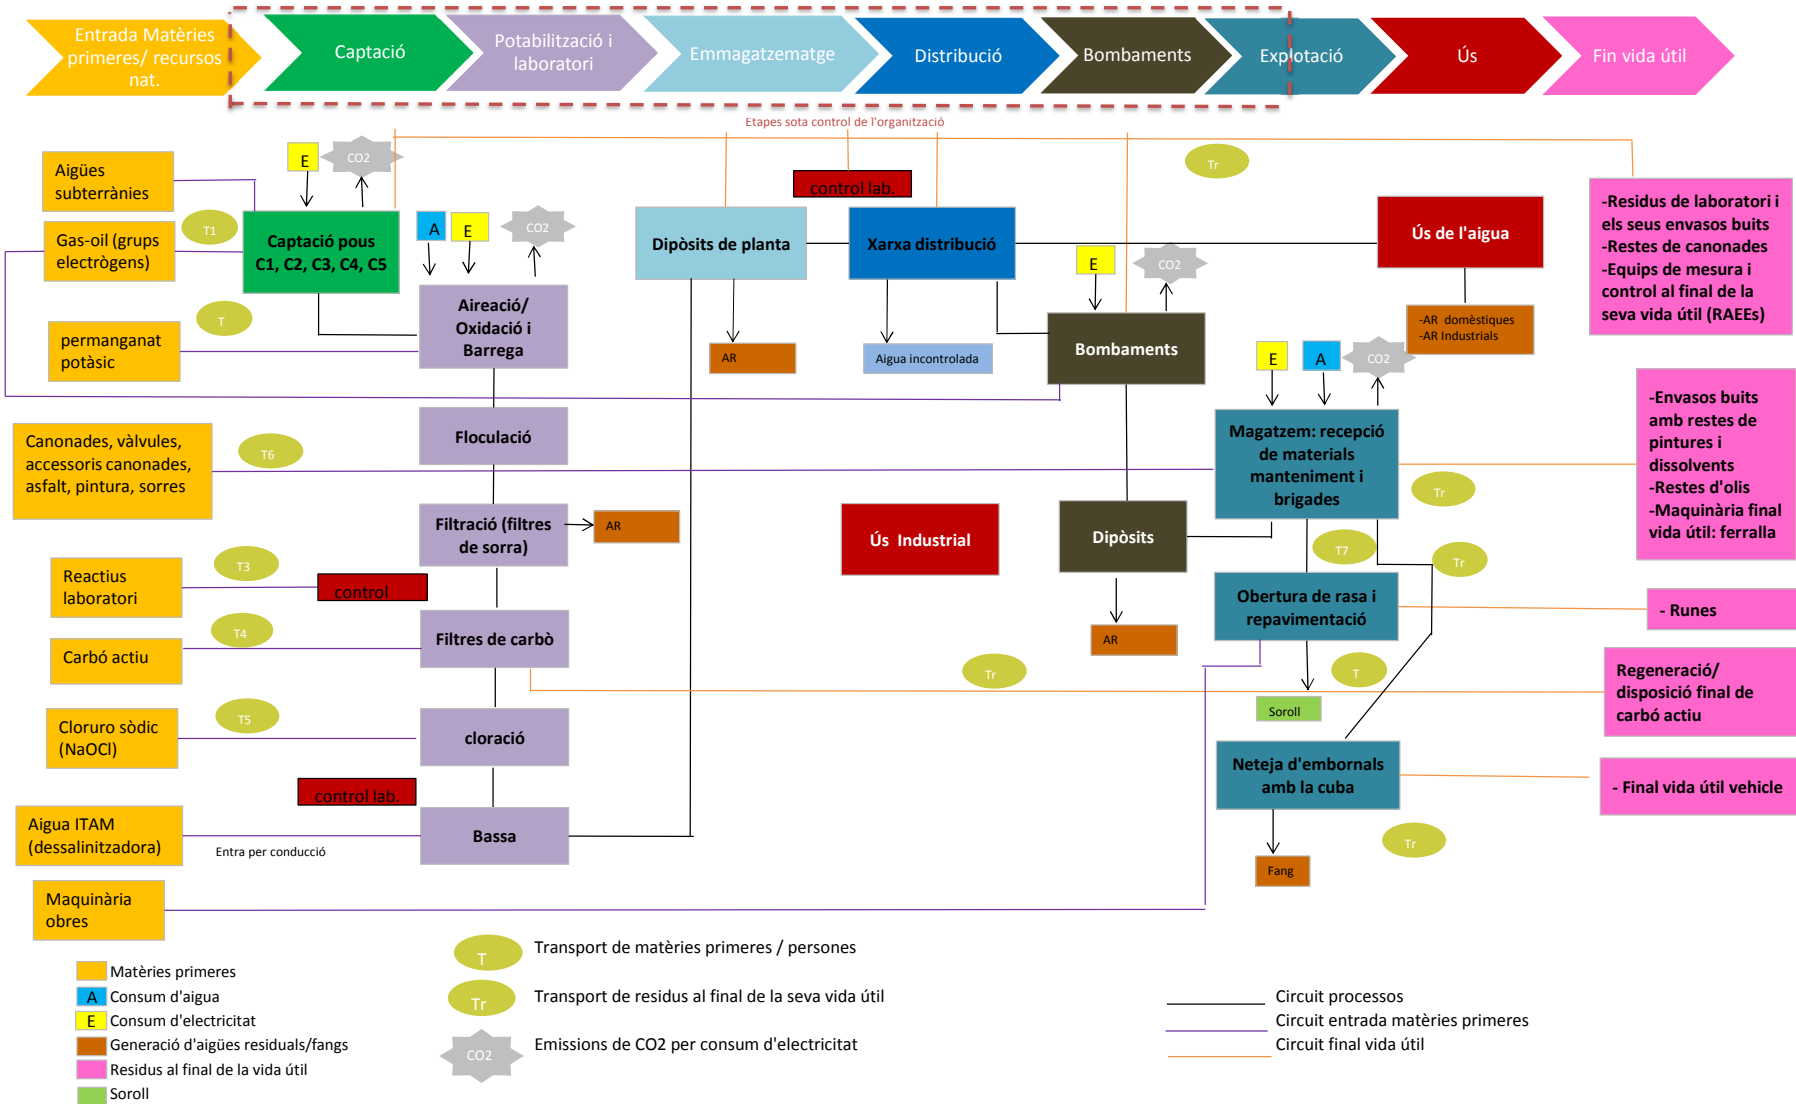 Entrada Matèries
primeres/ recursos
nat.
Captació
Potabilització i
laboratori
Emmagatzematge
Distribució
Bombaments
Explotació
Ús
Fin vida útil
Etapes sota control de l'organització
Aigües
subterrànies
E
CO2
T1
Gas-oil (grups
electrògens)
Captació pous
C1, C2, C3, C4, C5
A
E
CO2
T
permanganat
potàsic
Aireació/
Oxidació i
Barrega
Floculació
Canonades, vàlvules,
accessoris canonades,
asfalt, pintura, sorres
T6
Filtració (filtres
de sorra)
AR
Reactius
laboratori
T3
control
Carbó actiu
T4
Filtres de carbò
Cloruro sòdic
(NaOCl)
T5
cloració
control lab.
Aigua ITAM
(dessalinitzadora)
Entra per conducció
Bassa
Maquinària
obres
control lab.
Dipòsits de planta
Xarxa distribució
AR
Aigua incontrolada
E
CO2
Bombaments
Ús Industrial
Dipòsits
AR
Tr
Tr
Ús de l'aigua
-AR domèstiques
-AR Industrials
E
A
CO2
Magatzem: recepció
de materials
manteniment i
brigades
Tr
T7
Tr
Obertura de rasa i
repavimentació
T
Soroll
Neteja d'embornals
amb la cuba
Tr
Fang
-Residus de laboratori i
els seus envasos buits
-Restes de canonades
-Equips de mesura i
control al final de la
seva vida útil (RAEEs)
-Envasos buits
amb restes de
pintures i
dissolvents
-Restes d'olis
-Maquinària final
vida útil: ferralla
- Runes
Regeneració/
disposició final de
carbó actiu
- Final vida útil vehicle
Matèries primeres
A Consum d'aigua
E Consum d'electricitat
Generació d'aigües residuals/fangs
Residus al final de la vida útil
Soroll
T Transport de matèries primeres / persones
Tr Transport de residus al final de la seva vida útil
CO2 Emissions de CO2 per consum d'electricitat
Circuit processos
Circuit entrada matèries primeres
Circuit final vida útil